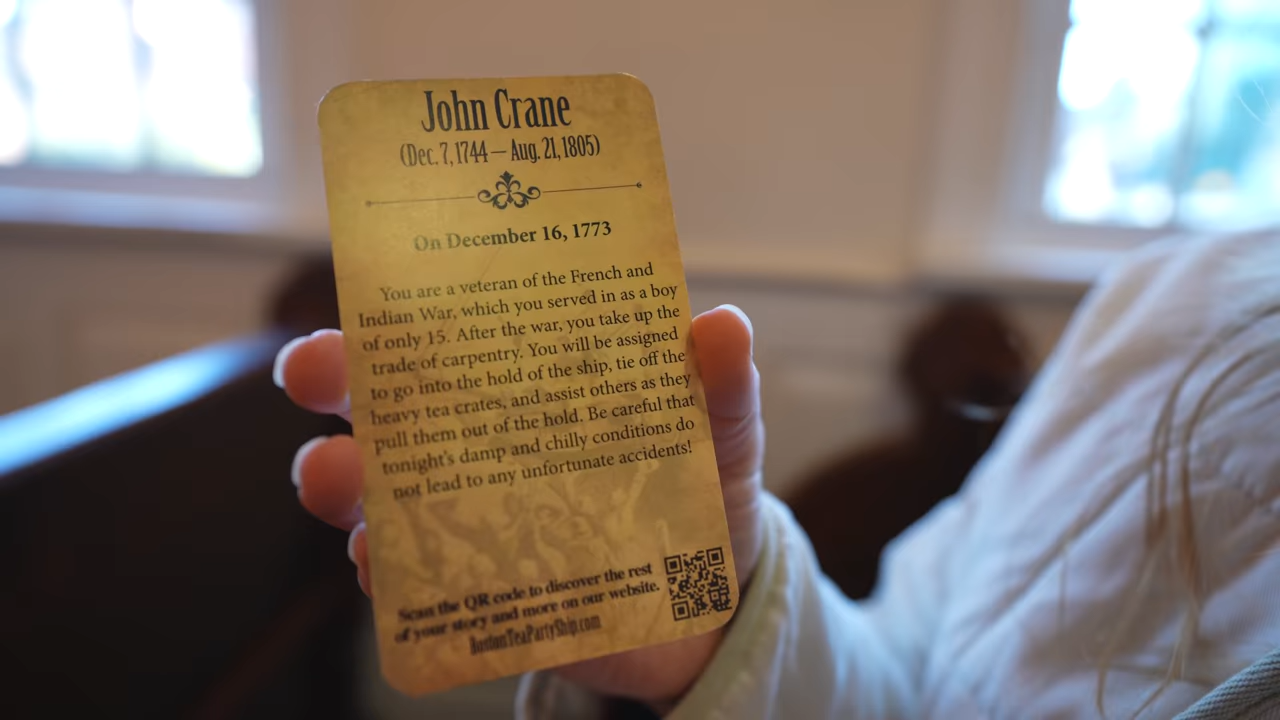 John Crane
(Dec. 7, 1744 — Aug. 21, 1805)
On December 16, 1773
You are a veteran of the French and
Indian War, which you served in as a boy
of only 15. After the war, you take up the
trade of carpentry. You will be assigned
to go into the hold of the ship, tie off the
heavy tea crates, and assist others as they
pull them out of the hold. Be careful that
tonight's damp and chilly conditions do
not lead to any unfortunate accidents!
Scan the QR code to discover the rest
of your story and more on our website.
BostonTeaPartyShip.com